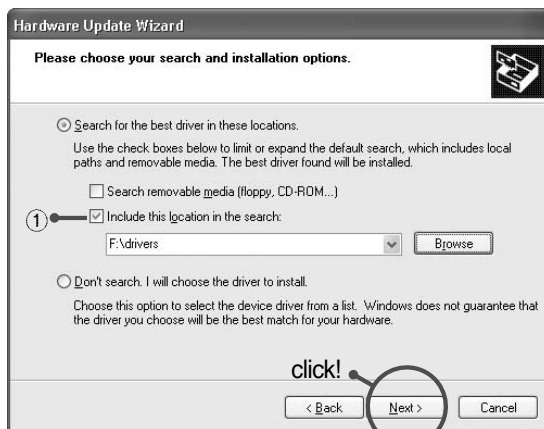 Hardware Update Wizard
Please choose your search and installation options.
Search for the best driver in these locations.
Use the check boxes below to limit or expand the default search, which includes local
paths and removable media. The best driver found will be installed.
Search removable media (floppy, CD-ROM...)
1 Include this location in the search:
F:\drivers Browse
Don't search. I will choose the driver to install.
Choose this option to select the device driver from a list. Windows does not guarantee that
the driver you choose will be the best match for your hardware.
click!
< Back Next > Cancel